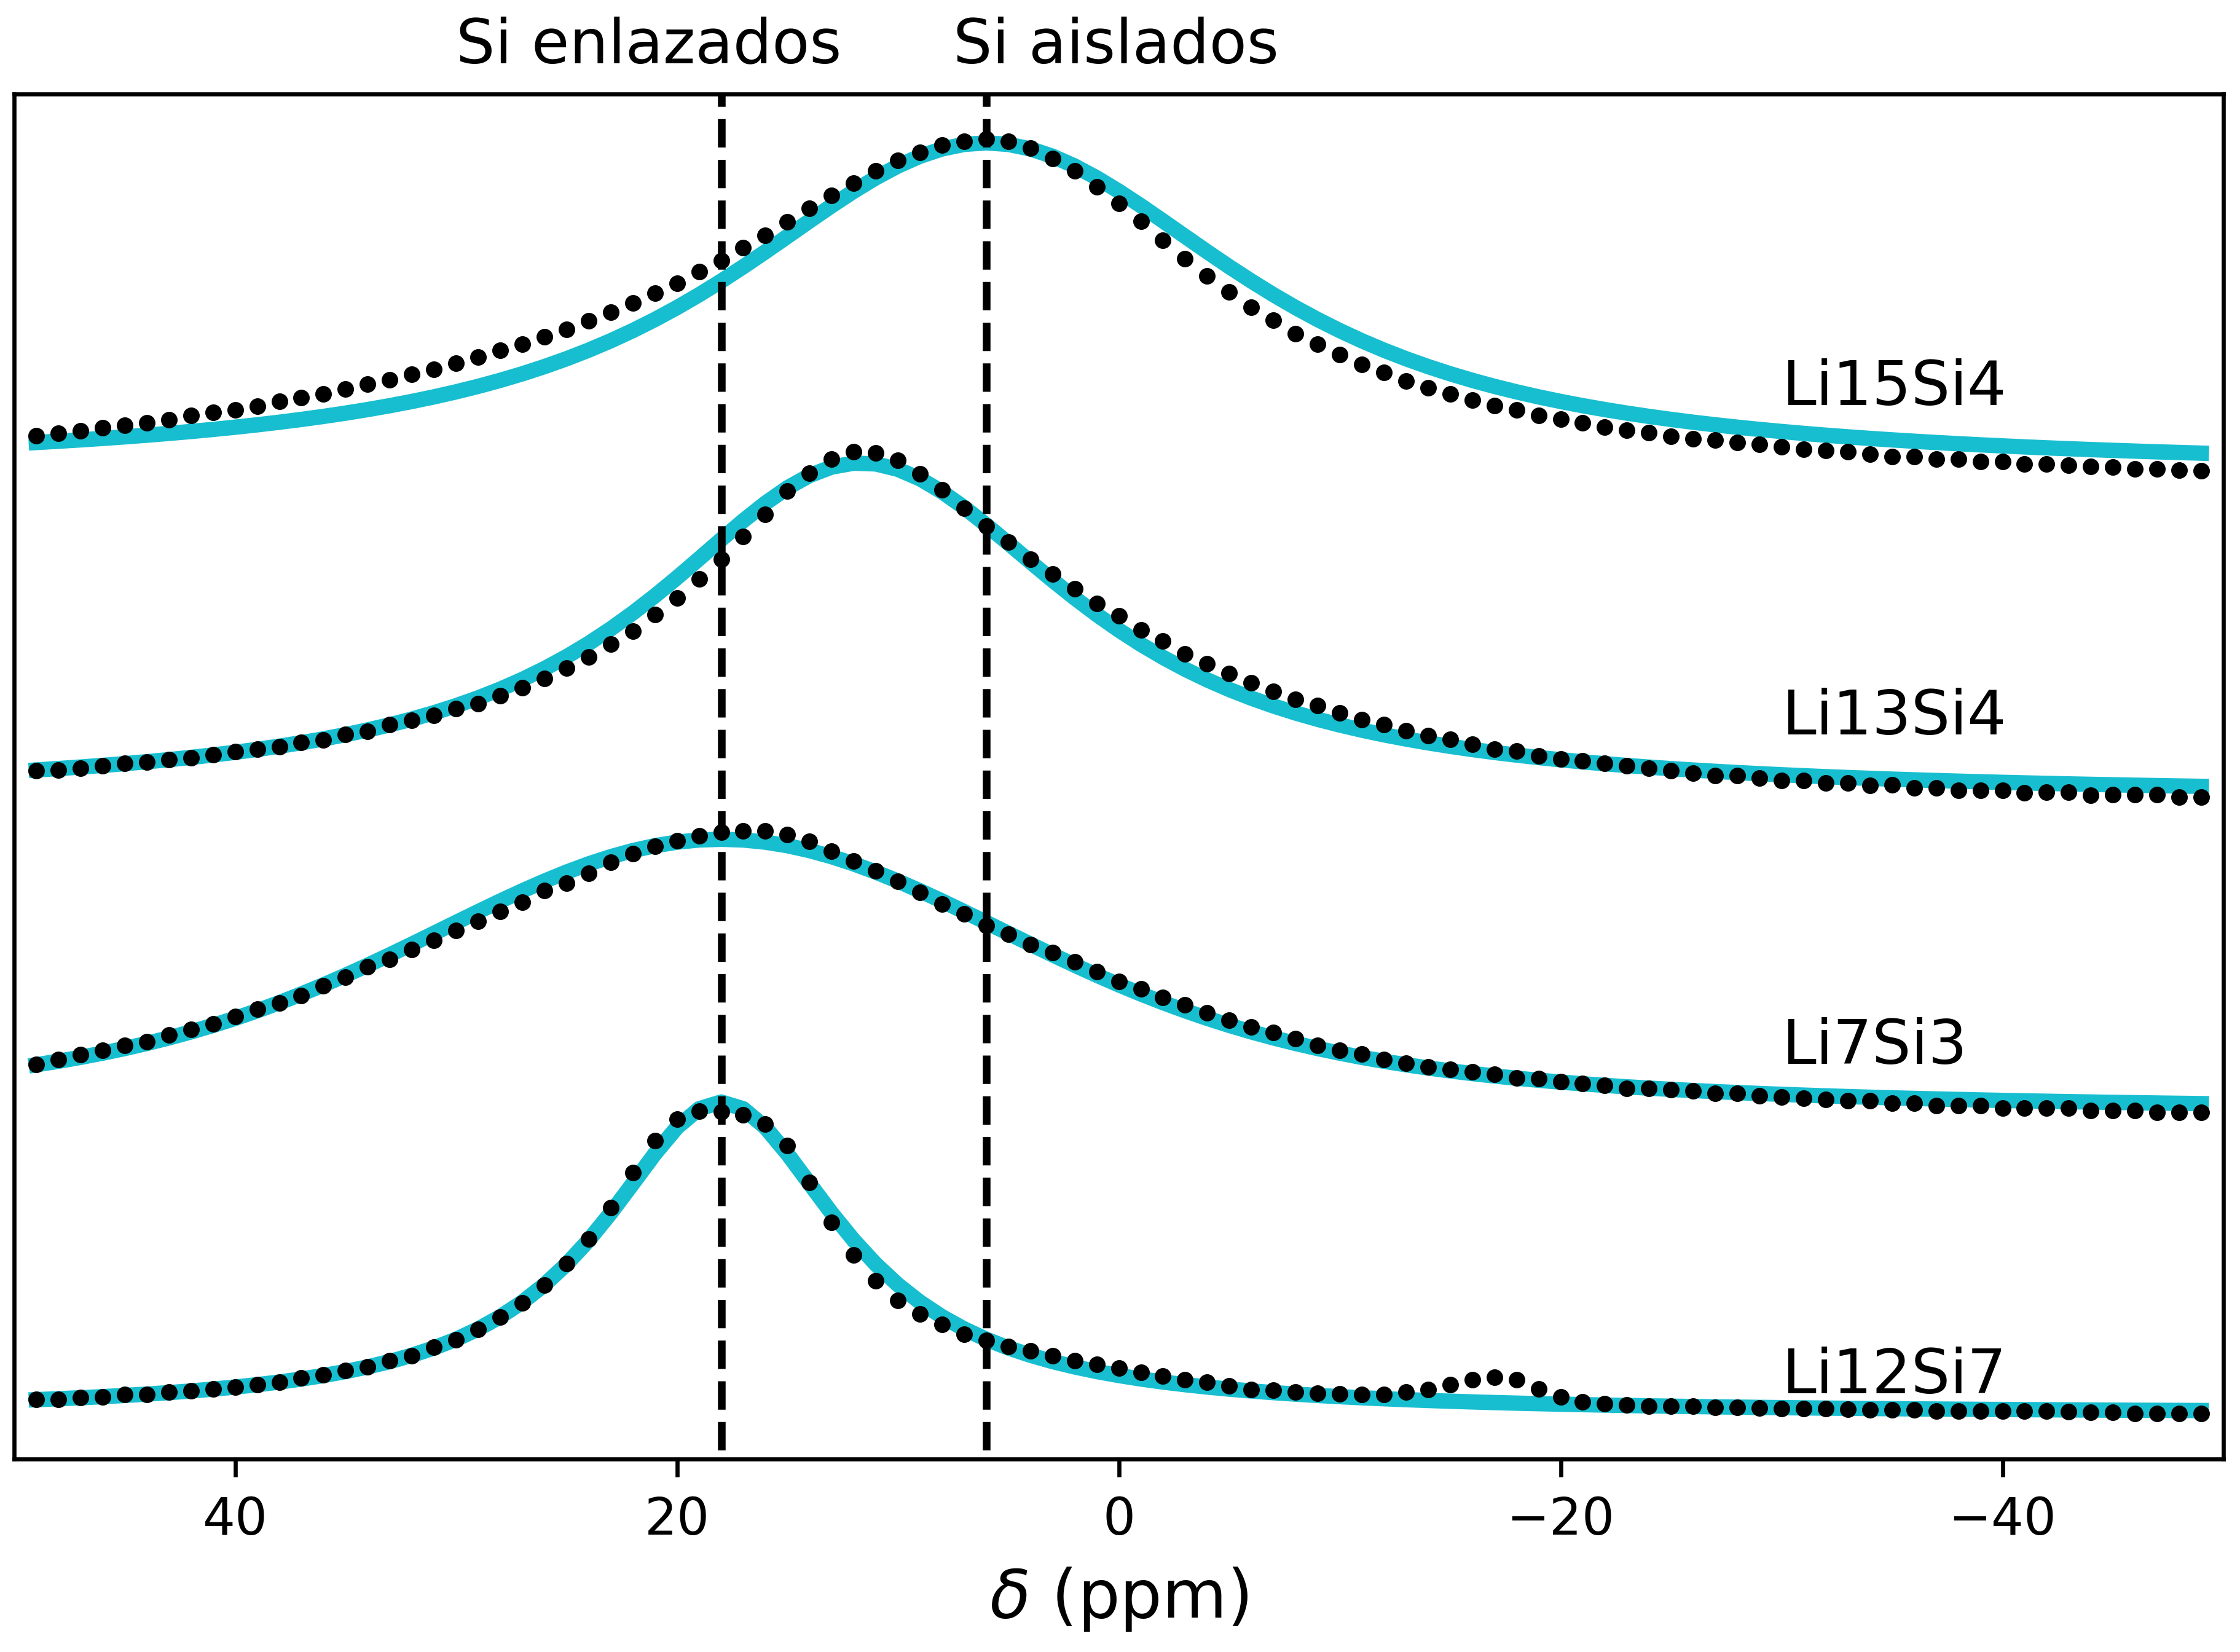 Si enlazados Si aislados
Li15Si4
Li13Si4
Li7Si3
Li12Si7
40 20 0 −20 −40
δ (ppm)